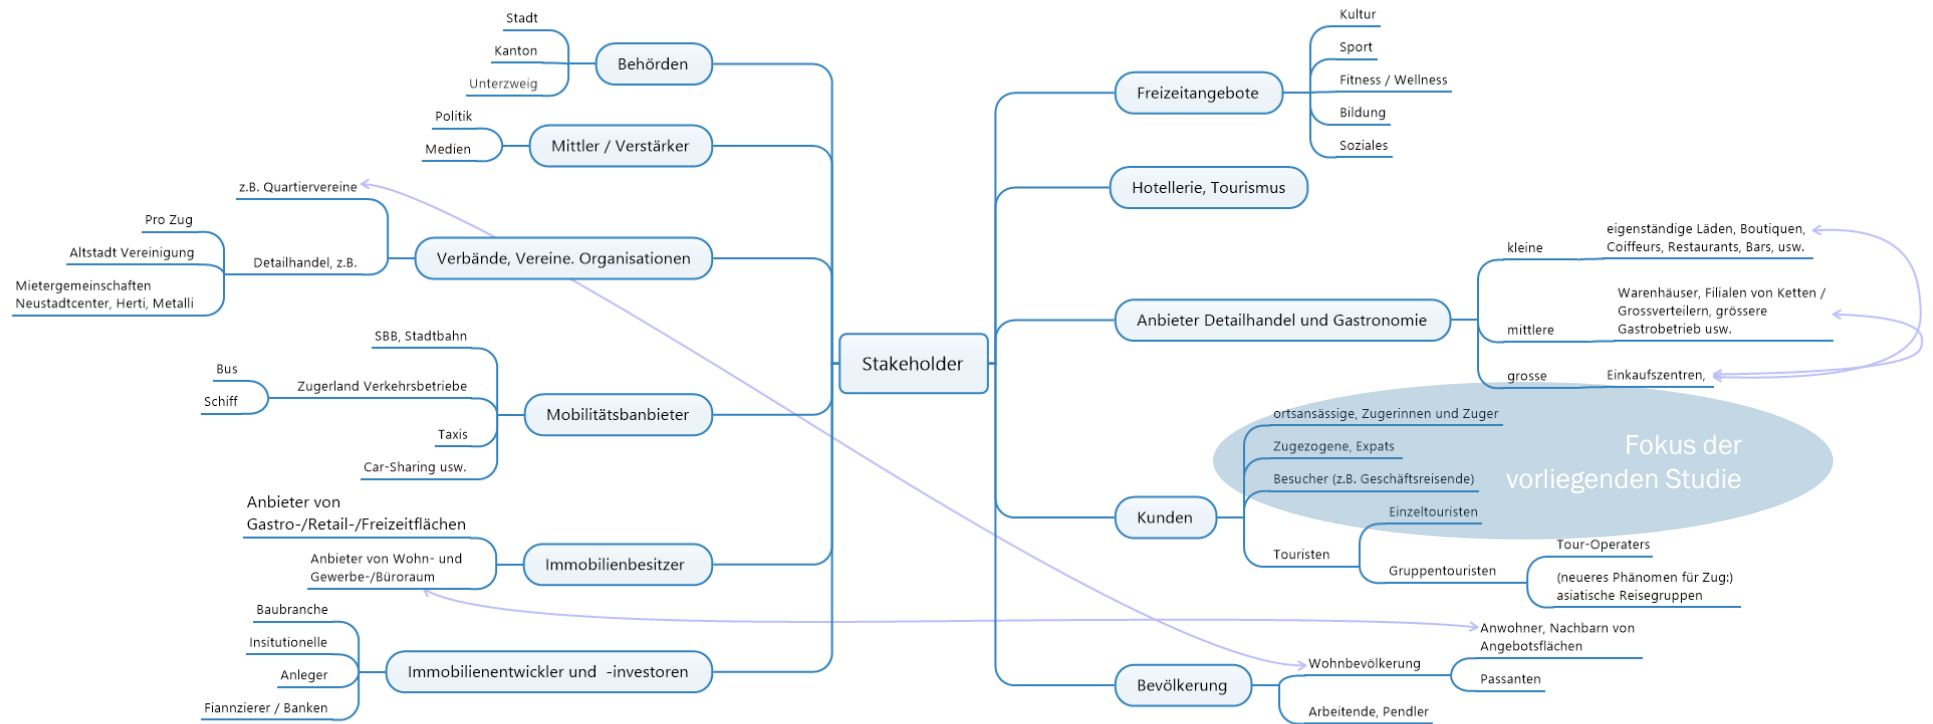 Stadt
Kanton
Unterzweig
Behörden
Politik
Medien
Mittler / Verstärker
z.B. Quartiervereine
Pro Zug
Altstadt Vereinigung
Mietergemeinschaften
Neustadtcenter, Herti, Metalli
Detailhandel, z.B.
Verbände, Vereine. Organisationen
SBB, Stadtbahn
Bus
Schiff
Zugerland Verkehrsbetriebe
Taxis
Car-Sharing usw.
Mobilitätsbanbieter
Anbieter von
Gastro-/Retail-/Freizeitflächen
Anbieter von Wohn- und
Gewerbe-/Büroraum
Immobilienbesitzer
Baubranche
Insitutionelle
Anleger
Fiannzierer / Banken
Immobilienentwickler und -investoren
Stakeholder
Freizeitangebote
Kultur
Sport
Fitness / Wellness
Bildung
Soziales
Hotellerie, Tourismus
Anbieter Detailhandel und Gastronomie
kleine
eigenständige Läden, Boutiquen,
Coiffeurs, Restaurants, Bars, usw.
mittlere
Warenhäuser, Filialen von Ketten /
Grossverteilern, grössere
Gastrobetrieb usw.
grosse
Einkaufszentren,
Kunden
ortsansässige, Zugerinnen und Zuger
Zugezogene, Expats
Besucher (z.B. Geschäftsreisende)
Fokus der
vorliegenden Studie
Touristen
Einzeltouristen
Gruppentouristen
Tour-Operaters
(neueres Phänomen für Zug:)
asiatische Reisegruppen
Bevölkerung
Wohnbevölkerung
Anwohner, Nachbarn von
Angebotsflächen
Passanten
Arbeitende, Pendler